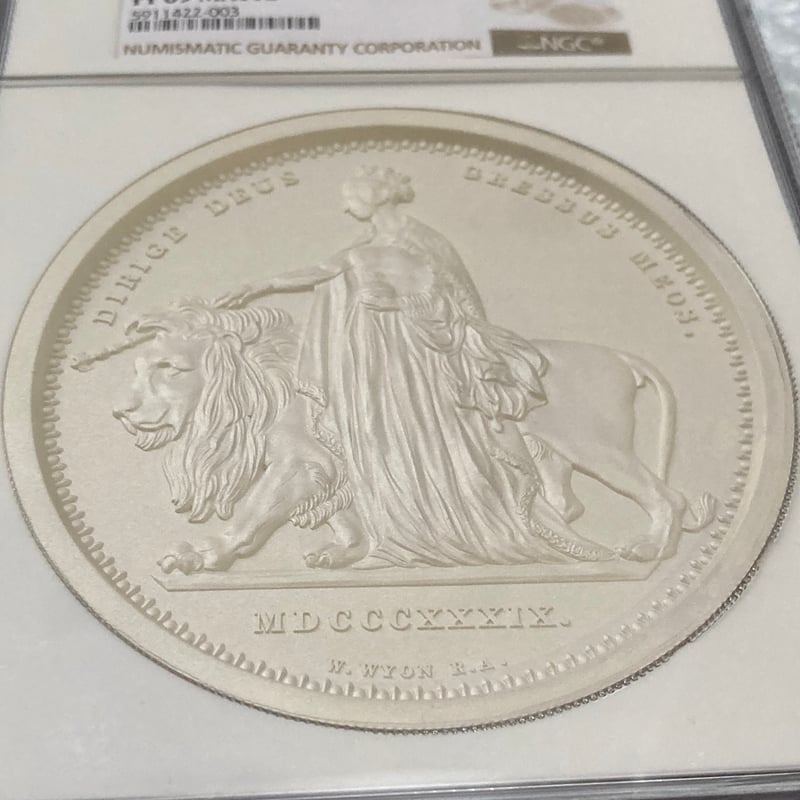 5911422-003
NUMISMATIC GUARANTY CORPORATION
NGC
DIRIGE DEUS GRESSUS MEOS.
MDCCCXXXIX.
W. WYON R.A.